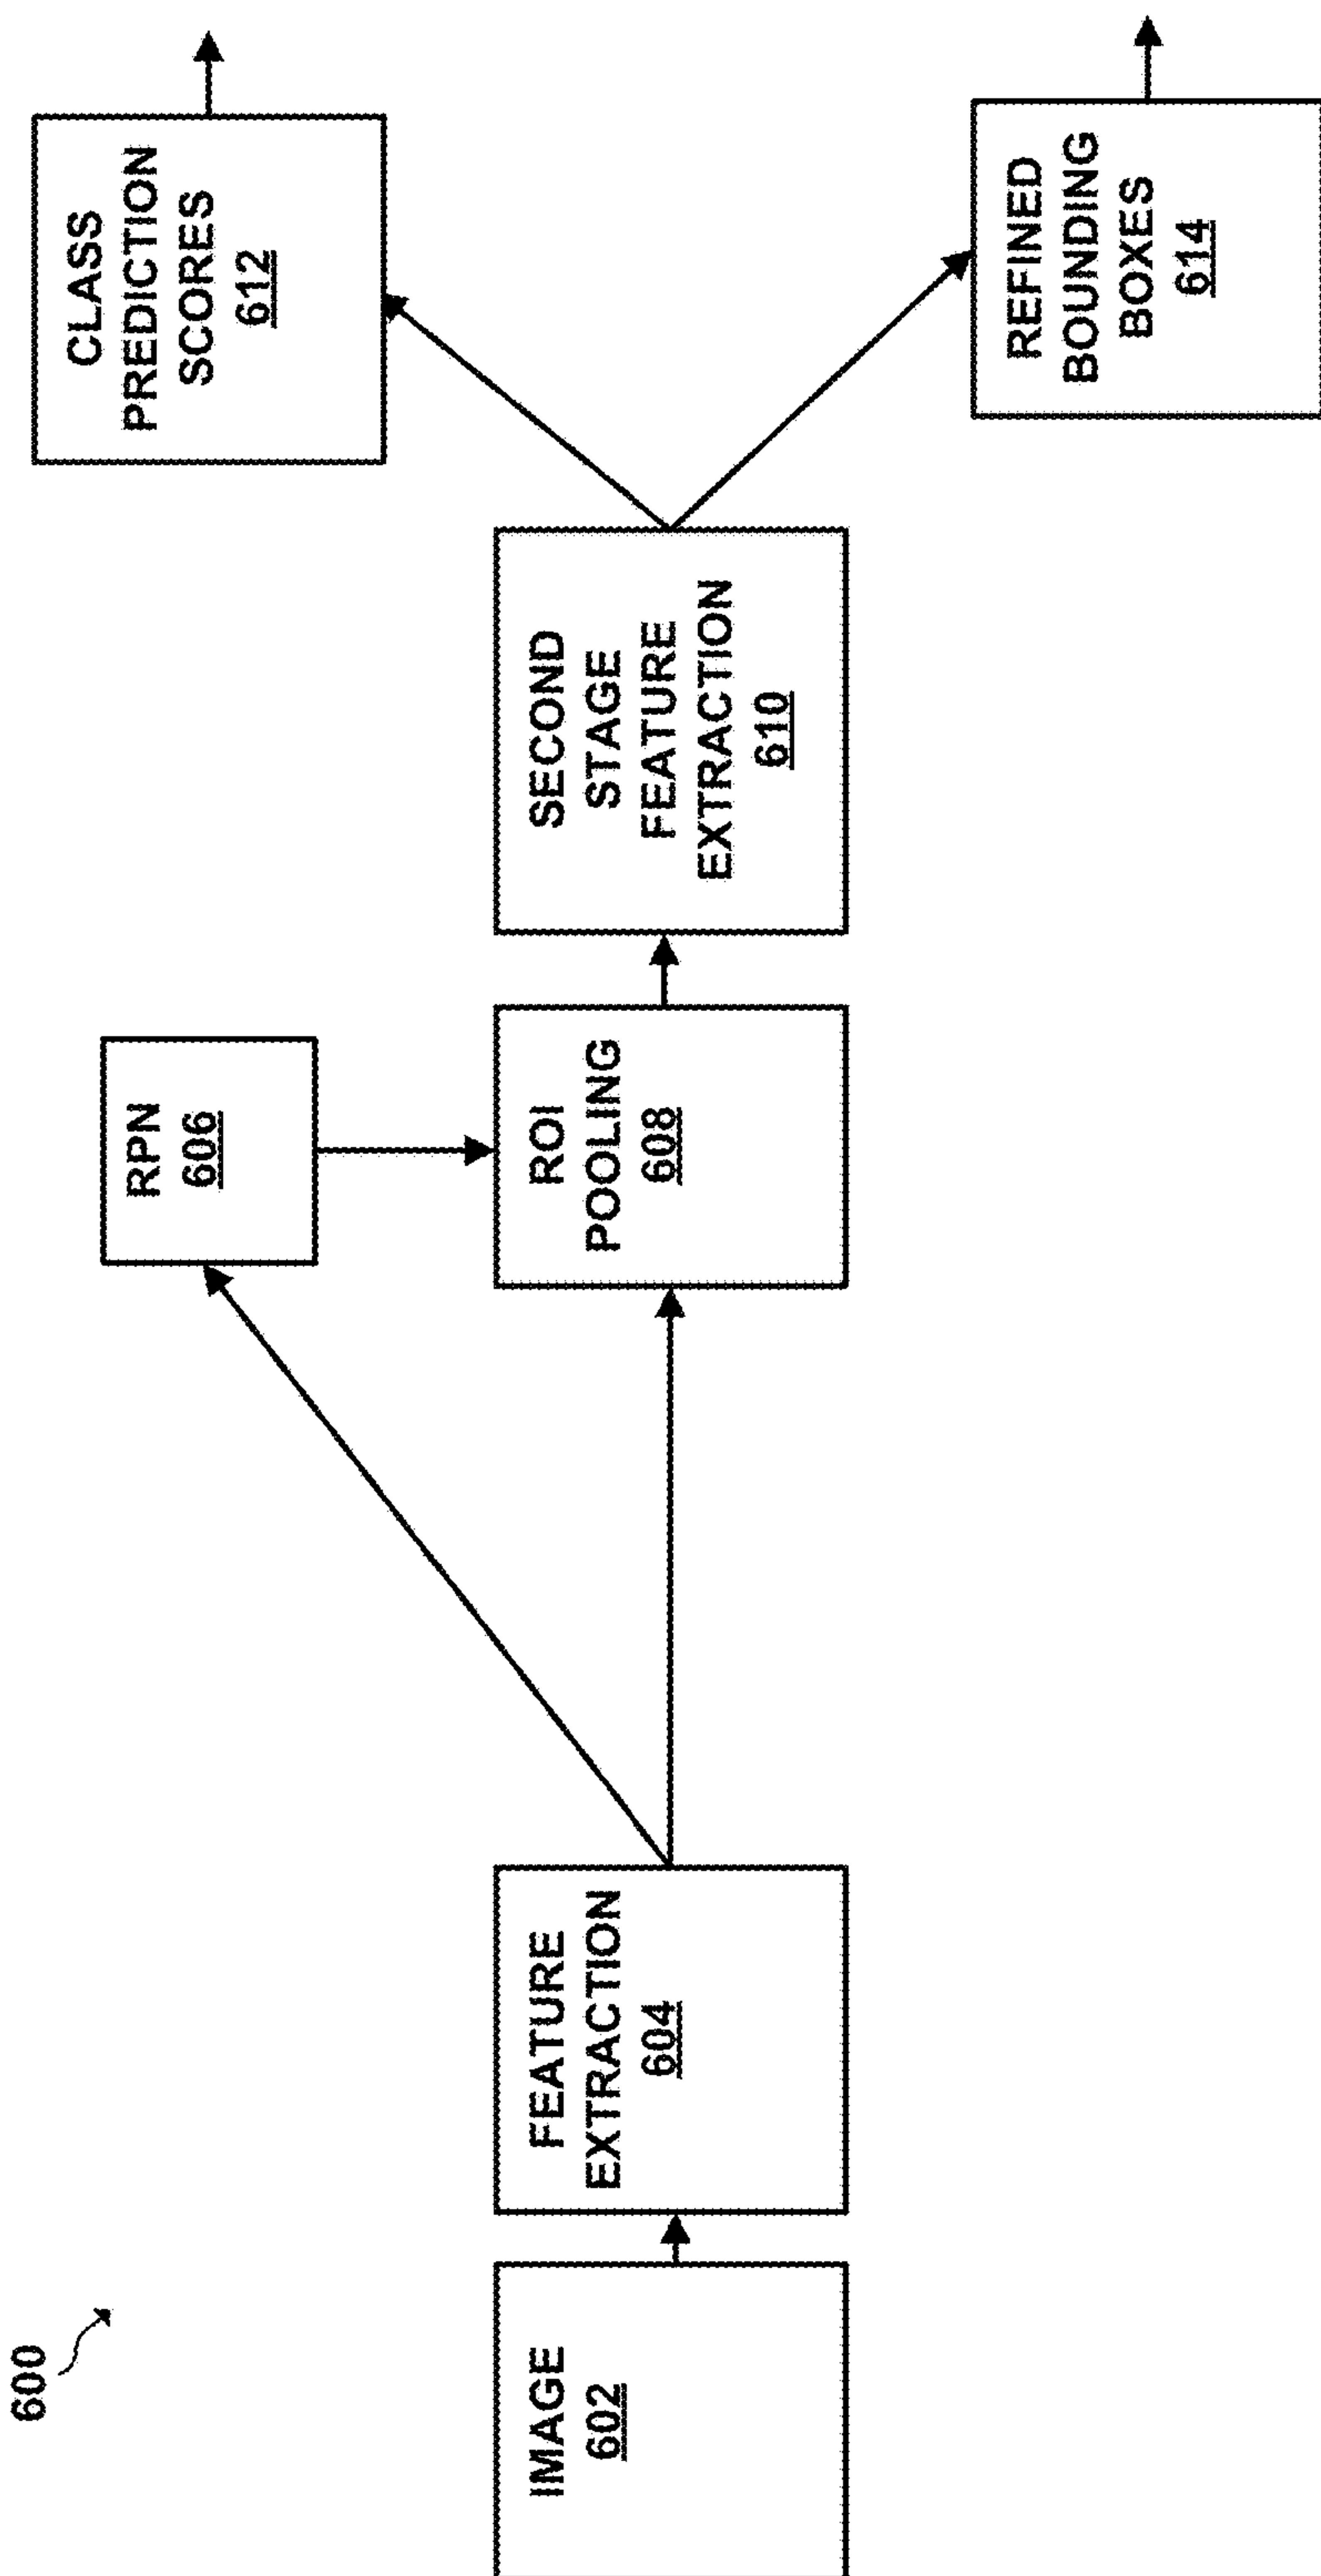 600
IMAGE
602
FEATURE
EXTRACTION
604
RPN
606
ROI
POOLING
608
SECOND
STAGE
FEATURE
EXTRACTION
610
CLASS
PREDICTION
SCORES
612
REFINED
BOUNDING
BOXES
614